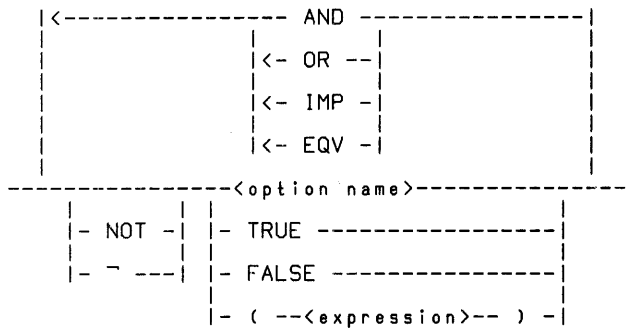 |<------------- AND -------------|
|<- OR --|
|<- IMP -|
|<- EQV -|
--------------<option name>--------------
|- NOT -| |- TRUE --------------|
|- ¬ ---| |- FALSE -------------|
|- ( --<expression>-- ) -|